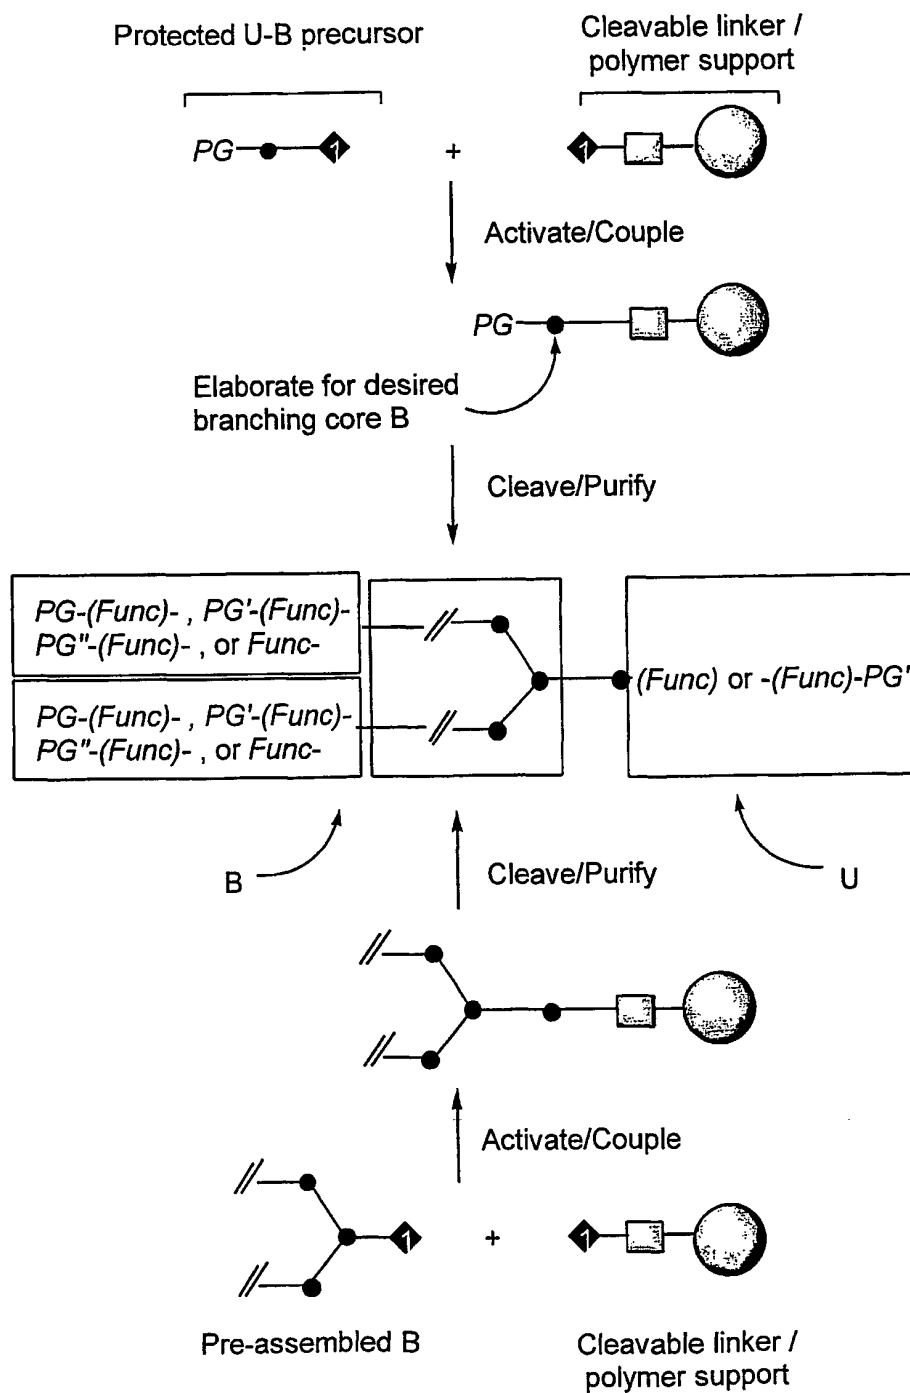 Protected U-B precursor
Cleavable linker /
polymer support
PG
1
+
1
Activate/Couple
PG
Elaborate for desired
branching core B
Cleave/Purify
PG-(Func)- , PG'-(Func)-
PG"-(Func)- , or Func-
(Func) or -(Func)-PG'
PG-(Func)- , PG'-(Func)-
PG"-(Func)- , or Func-
B
Cleave/Purify
U
Activate/Couple
1
+
1
Pre-assembled B
Cleavable linker /
polymer support